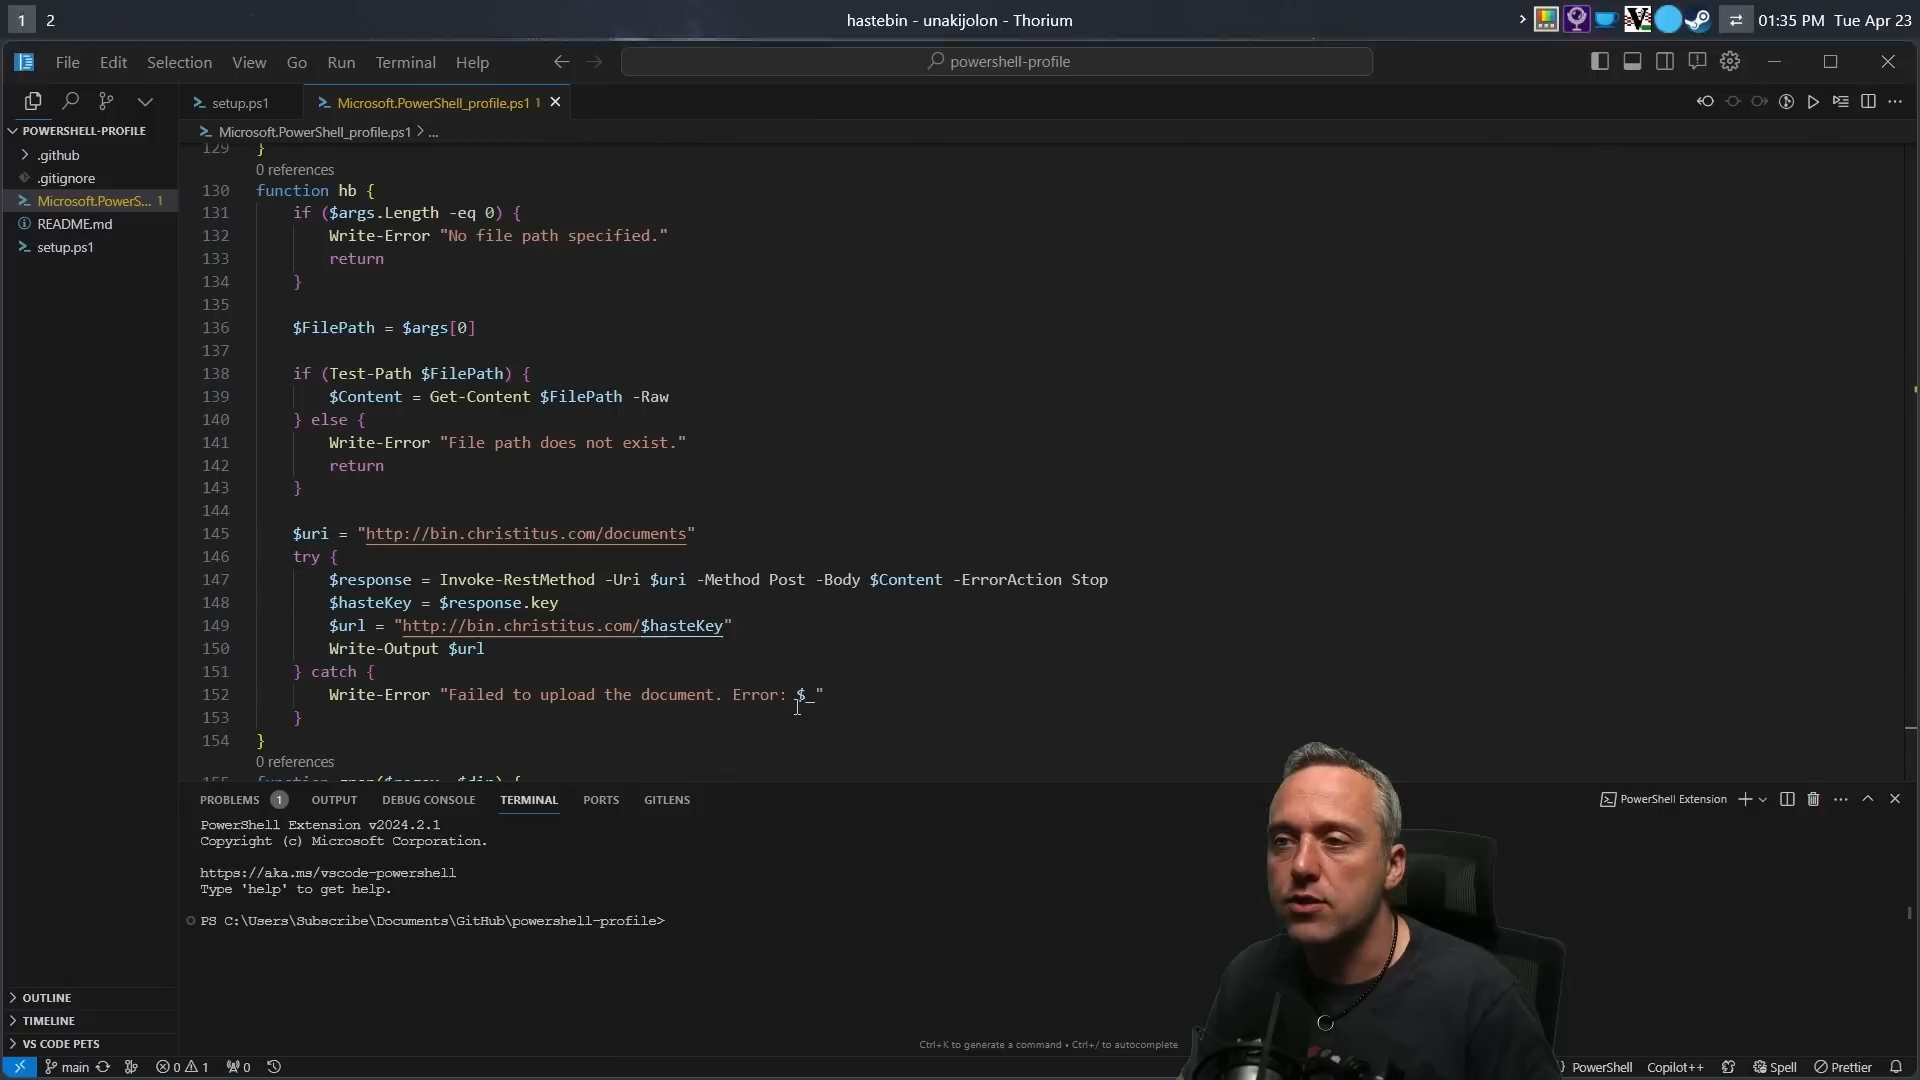 1
2
hastebin - unakijolon - Thorium
01:35 PM Tue Apr 23
File Edit Selection View Go Run Terminal Help
powershell-profile
setup.ps1
Microsoft.PowerShell_profile.ps1 1
POWERSHELL-PROFILE
Microsoft.PowerShell_profile.ps1 > ...
.github
.gitignore
Microsoft.PowerS... 1
README.md
setup.ps1
129 }
0 references
130 function hb {
131 if ($args.Length -eq 0) {
132 Write-Error "No file path specified."
133 return
134 }
135
136 $FilePath = $args[0]
137
138 if (Test-Path $FilePath) {
139 $Content = Get-Content $FilePath -Raw
140 } else {
141 Write-Error "File path does not exist."
142 return
143 }
144
145 $uri = "http://bin.christitus.com/documents"
146 try {
147 $response = Invoke-RestMethod -Uri $uri -Method Post -Body $Content -ErrorAction Stop
148 $hasteKey = $response.key
149 $url = "http://bin.christitus.com/$hasteKey"
150 Write-Output $url
151 } catch {
152 Write-Error "Failed to upload the document. Error: $_"
153 }
154 }
0 references
PROBLEMS 1 OUTPUT DEBUG CONSOLE TERMINAL PORTS GITLENS
PowerShell Extension
PowerShell Extension v2024.2.1
Copyright (c) Microsoft Corporation.
https://aka.ms/vscode-powershell
Type 'help' to get help.
PS C:\Users\Subscribe\Documents\GitHub\powershell-profile>
OUTLINE
TIMELINE
VS CODE PETS
Ctrl+K to generate a command • Ctrl+/ to autocomplete
main 0 1 0
PowerShell Copilot++ Spell Prettier